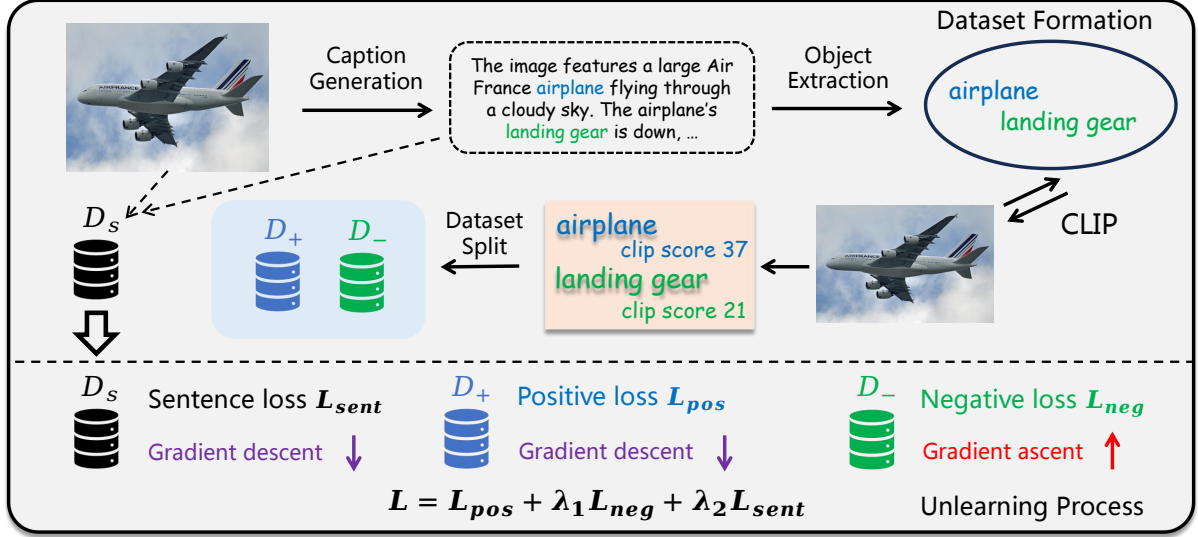 Dataset Formation
Caption
Generation
The image features a large Air
France airplane flying through
a cloudy sky. The airplane's
landing gear is down, ...
Object
Extraction
airplane
landing gear
AIRFRANCE
CLIP
D_s
D_+
D_-
Dataset
Split
airplane
clip score 37
landing gear
clip score 21
AIRFRANCE
D_s
Sentence loss L_sent
Gradient descent
D_+
Positive loss L_pos
Gradient descent
D_-
Negative loss L_neg
Gradient ascent
L = L_pos + λ_1 L_neg + λ_2 L_sent
Unlearning Process